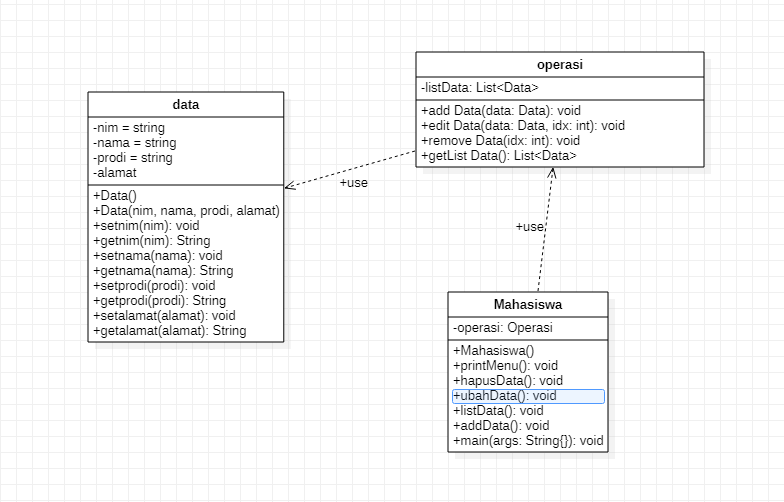 data
-nim = string
-nama = string
-prodi = string
-alamat
+Data()
+Data(nim, nama, prodi, alamat)
+setnim(nim): void
+getnim(nim): String
+setnama(nama): void
+getnama(nama): String
+setprodi(prodi): void
+getprodi(prodi): String
+setalamat(alamat): void
+getalamat(alamat): String
+use
operasi
-listData: List<Data>
+add Data(data: Data): void
+edit Data(data: Data, idx: int): void
+remove Data(idx: int): void
+getList Data(): List<Data>
+use
Mahasiswa
-operasi: Operasi
+Mahasiswa()
+printMenu(): void
+hapusData(): void
+ubahData(): void
+listData(): void
+addData(): void
+main(args: String{}): void